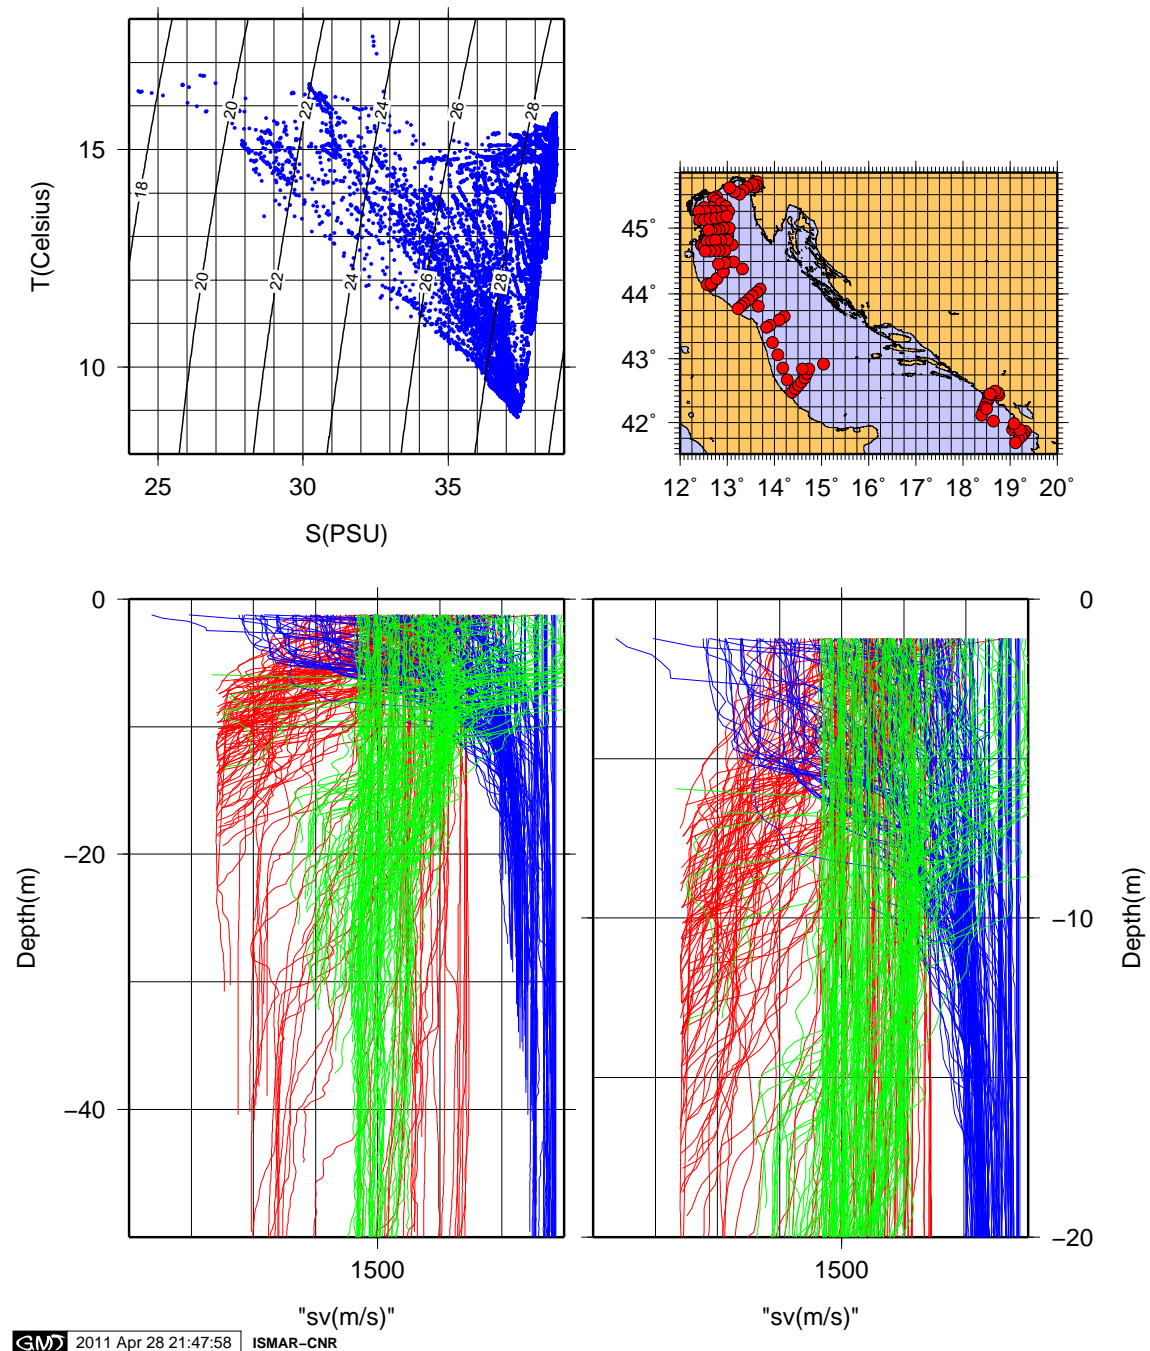 T(Celsius)
15
10
18
20
22
24
26
28
20
22
24
26
28
25 30 35
S(PSU)
45°
44°
43°
42°
12° 13° 14° 15° 16° 17° 18° 19° 20°
0
−20
−40
Depth(m)
1500
"sv(m/s)"
0
−10
−20
Depth(m)
1500
"sv(m/s)"
GMT 2011 Apr 28 21:47:58 ISMAR−CNR